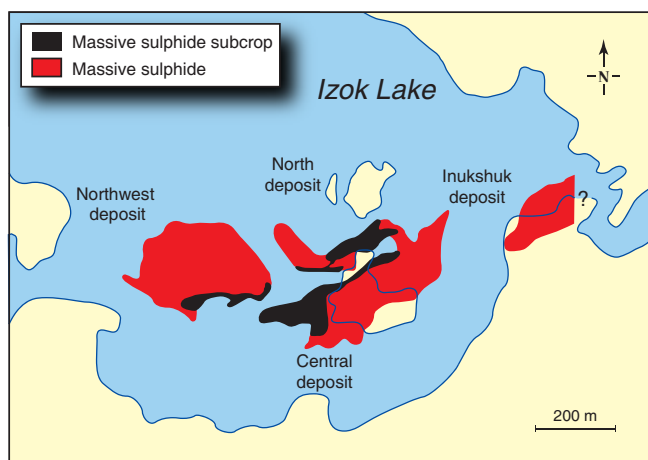 Massive sulphide subcrop
Massive sulphide
Izok Lake
N
North
deposit
Inukshuk
deposit
?
Northwest
deposit
Central
deposit
200 m